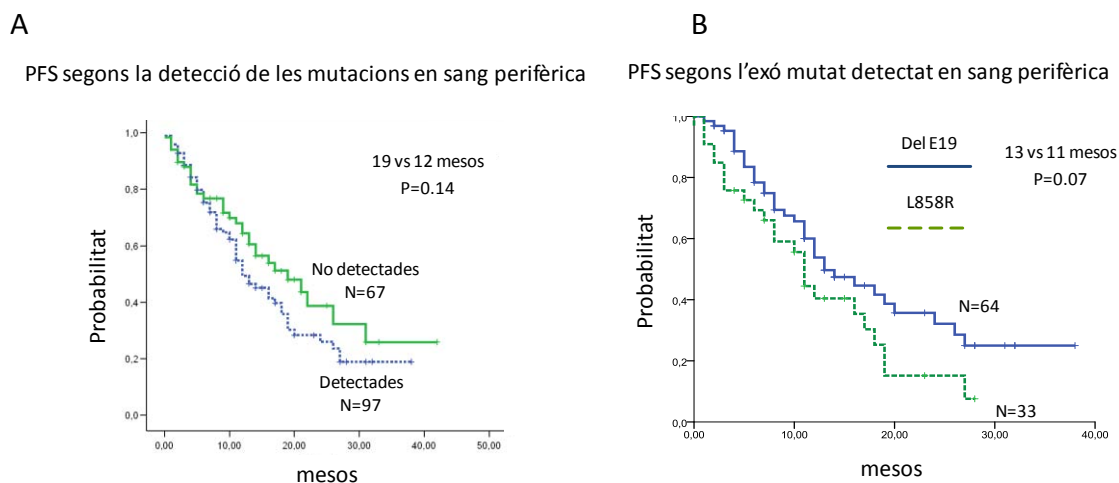 A
PFS segons la detecció de les mutacions en sang perifèrica
1,0
0,8
0,6
0,4
0,2
0,0
Probabilitat
19 vs 12 mesos
P=0.14
No detectades
N=67
Detectades
N=97
0,00
10,00
20,00
30,00
40,00
50,00
mesos
B
PFS segons l’exó mutat detectat en sang perifèrica
1,0
0,8
0,6
0,4
0,2
0,0
Probabilitat
Del E19
L858R
13 vs 11 mesos
P=0.07
N=64
N=33
0,00
10,00
20,00
30,00
40,00
mesos